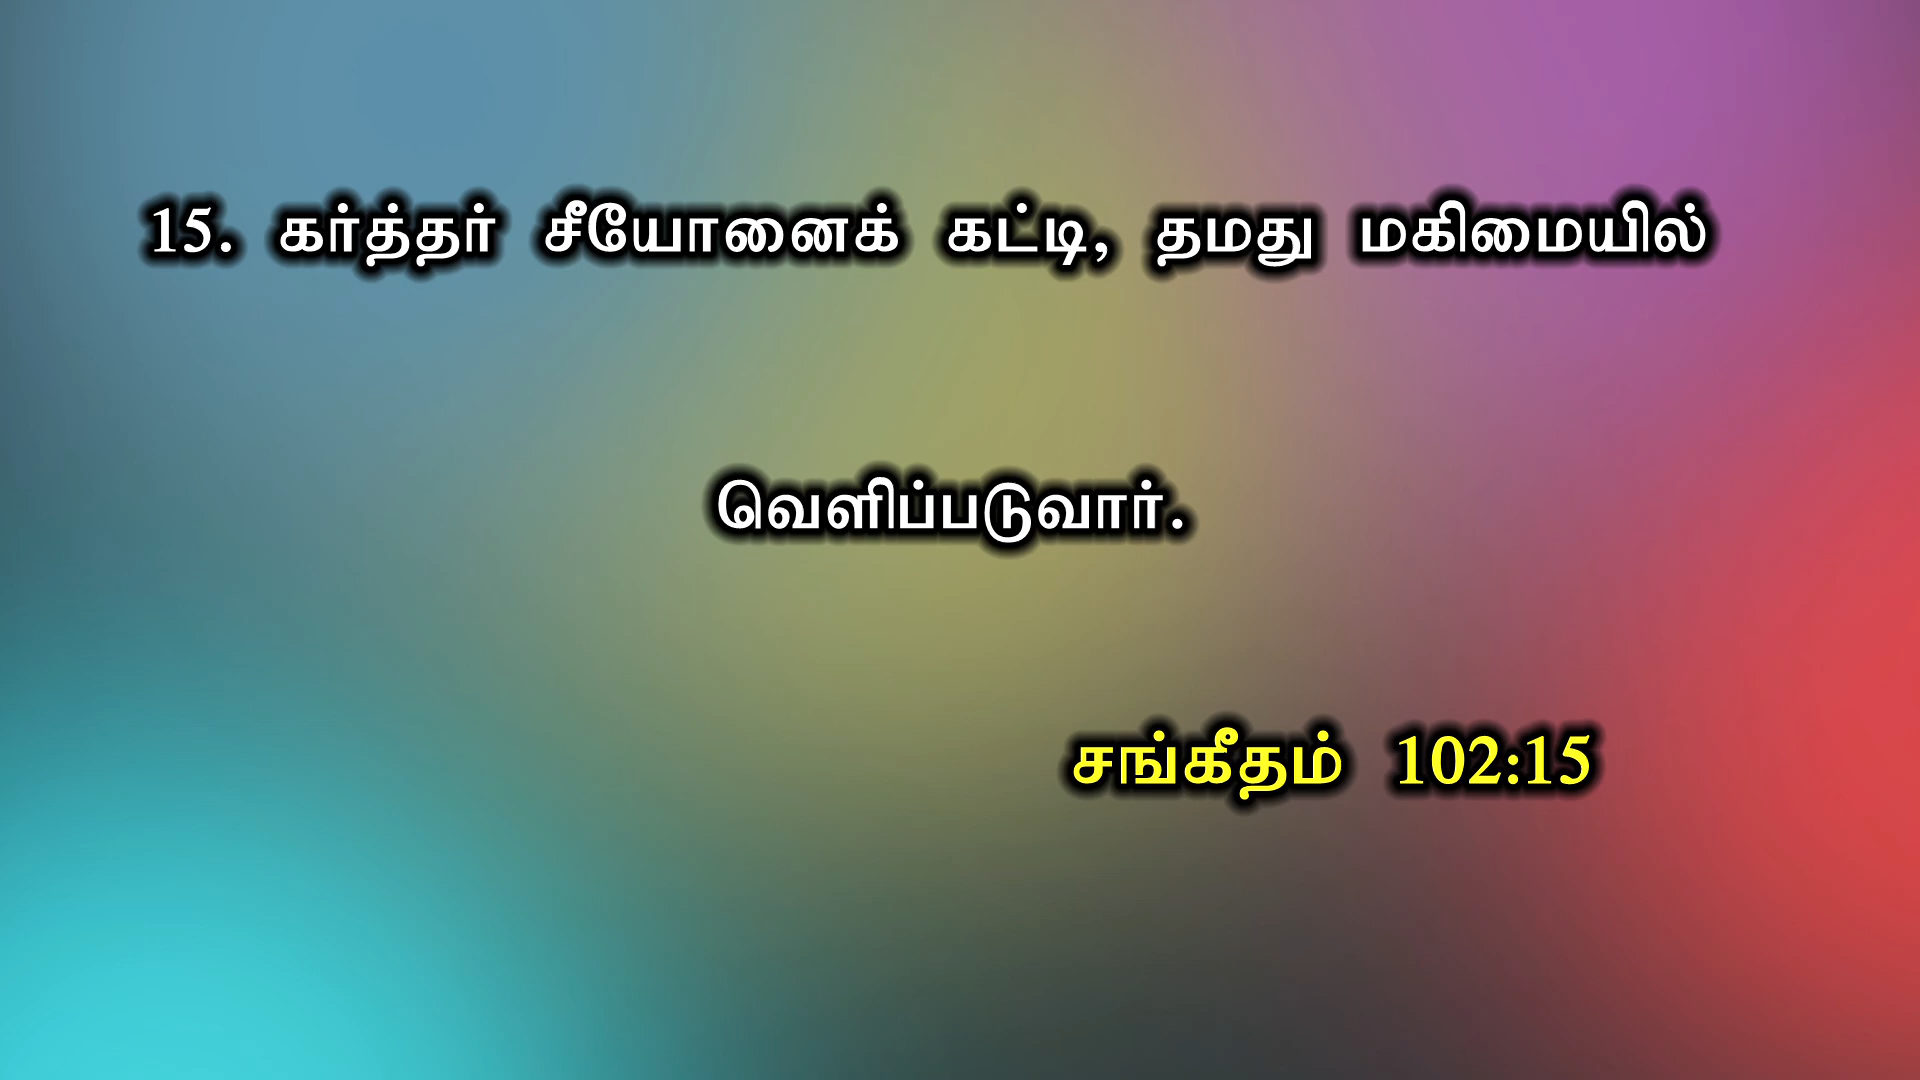 15. கர்த்தர் சீயோனைக் கட்டி, தமது மகிமையில்
வெளிப்படுவார்.
சங்கீதம் 102:15